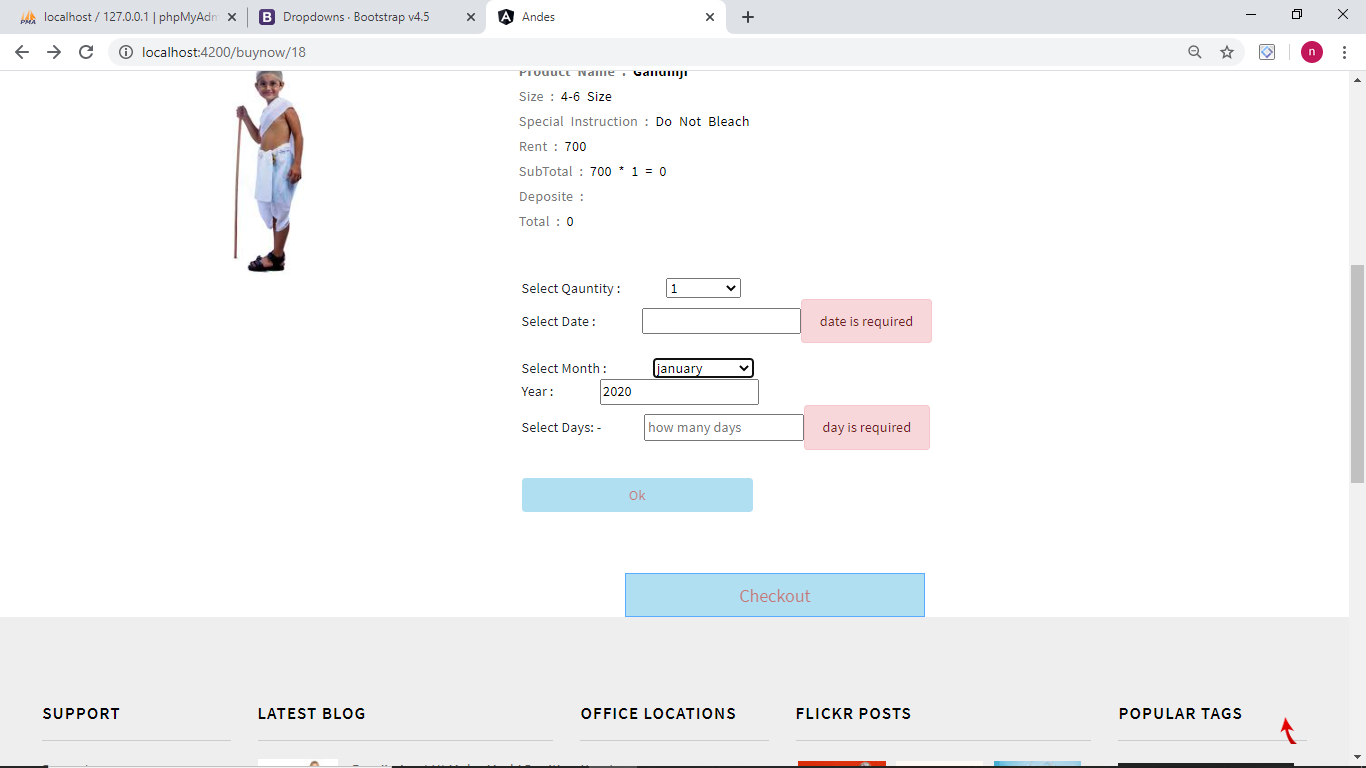 localhost / 127.0.0.1 | phpMyAdm
Dropdowns · Bootstrap v4.5
Andes
localhost:4200/buynow/18
n
Product Name : Gandhiji
Size : 4-6 Size
Special Instruction : Do Not Bleach
Rent : 700
SubTotal : 700 * 1 = 0
Deposite :
Total : 0
Select Qauntity : 1
Select Date : date is required
Select Month : january
Year : 2020
Select Days: - how many days day is required
Ok
Checkout
SUPPORT LATEST BLOG OFFICE LOCATIONS FLICKR POSTS POPULAR TAGS